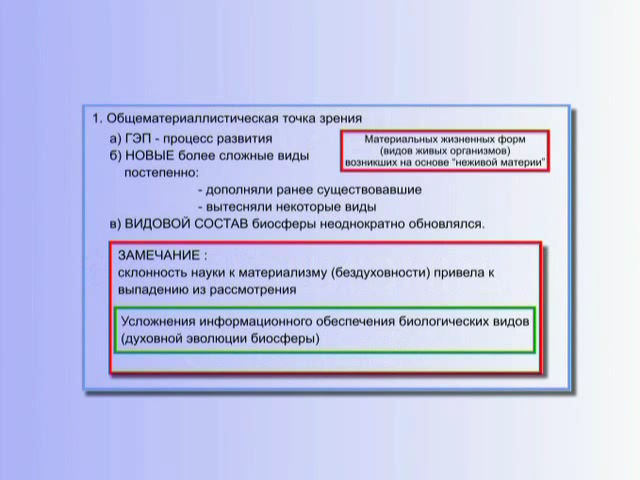 1. Общематериаллистическая точка зрения
а) ГЭП - процесс развития
Материальных жизненных форм
(видов живых организмов)
возникших на основе "неживой материи"
б) НОВЫЕ более сложные виды
постепенно:
- дополняли ранее существовавшие
- вытесняли некоторые виды
в) ВИДОВОЙ СОСТАВ биосферы неоднократно обновлялся.
ЗАМЕЧАНИЕ :
склонность науки к материализму (бездуховности) привела к
выпадению из рассмотрения
Усложнения информационного обеспечения биологических видов
(духовной эволюции биосферы)